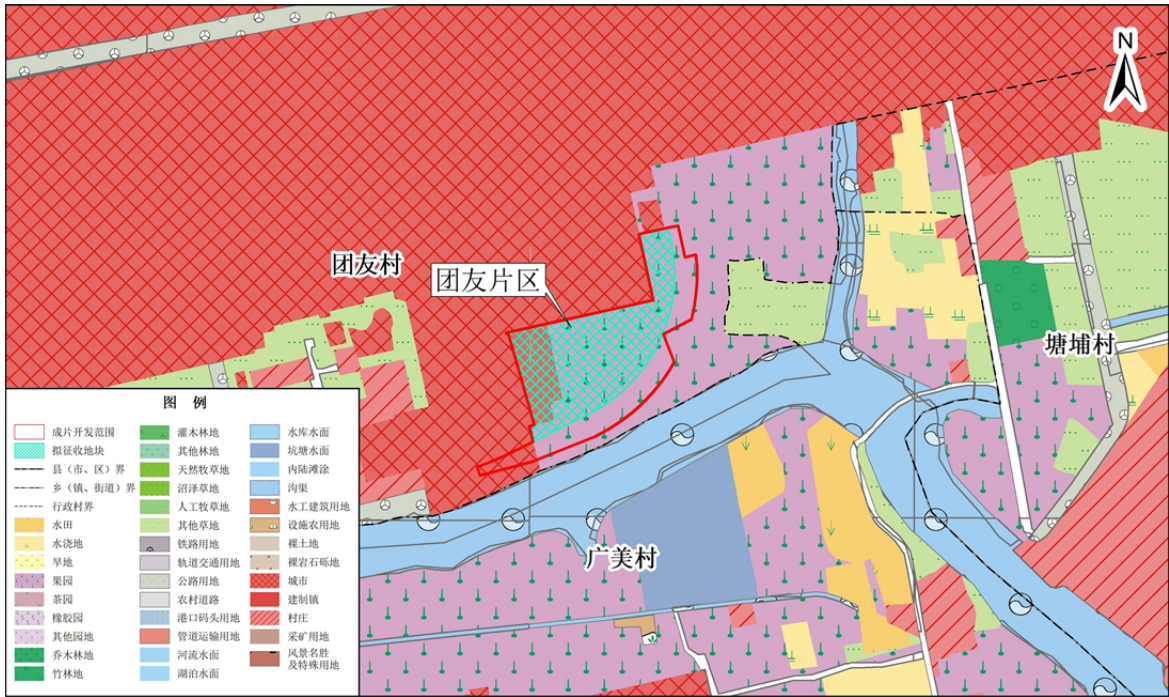 N
团友村
团友片区
塘埔村
广美村
图 例
成片开发范围
拟征收地块
县（市、区）界
乡（镇、街道）界
行政村界
水田
水浇地
旱地
果园
茶园
橡胶园
其他园地
乔木林地
竹林地
灌木林地
其他林地
天然牧草地
沼泽草地
人工牧草地
其他草地
铁路用地
轨道交通用地
公路用地
农村道路
港口码头用地
管道运输用地
河流水面
湖泊水面
水库水面
坑塘水面
内陆滩涂
沟渠
水工建筑用地
设施农用地
裸土地
裸岩石砾地
城市
建制镇
村庄
采矿用地
风景名胜
及特殊用地